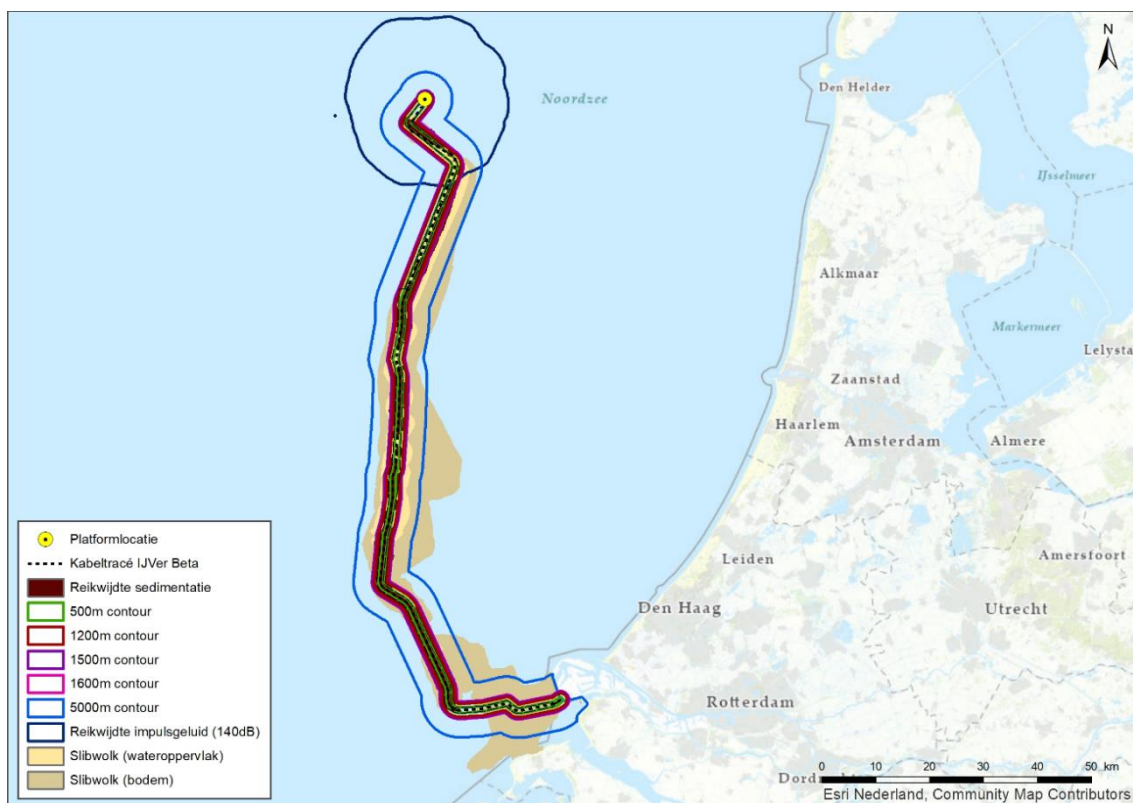 N
Noordzee
Den Helder
IJsselmeer
Alkmaar
Markermeer
Lelysta
Zaanstad
Haarlem
Amsterdam
Almere
Leiden
Amersfoort
Den Haag
Utrecht
Rotterdam
Platformlocatie
Kabeltracé IJVer Beta
Reikwijdte sedimentatie
500m contour
1200m contour
1500m contour
1600m contour
5000m contour
Reikwijdte impulsgeluid (140dB)
Slibwolk (wateroppervlak)
Slibwolk (bodem)
0 10 20 30 40 50 km
Esri Nederland, Community Map Contributors